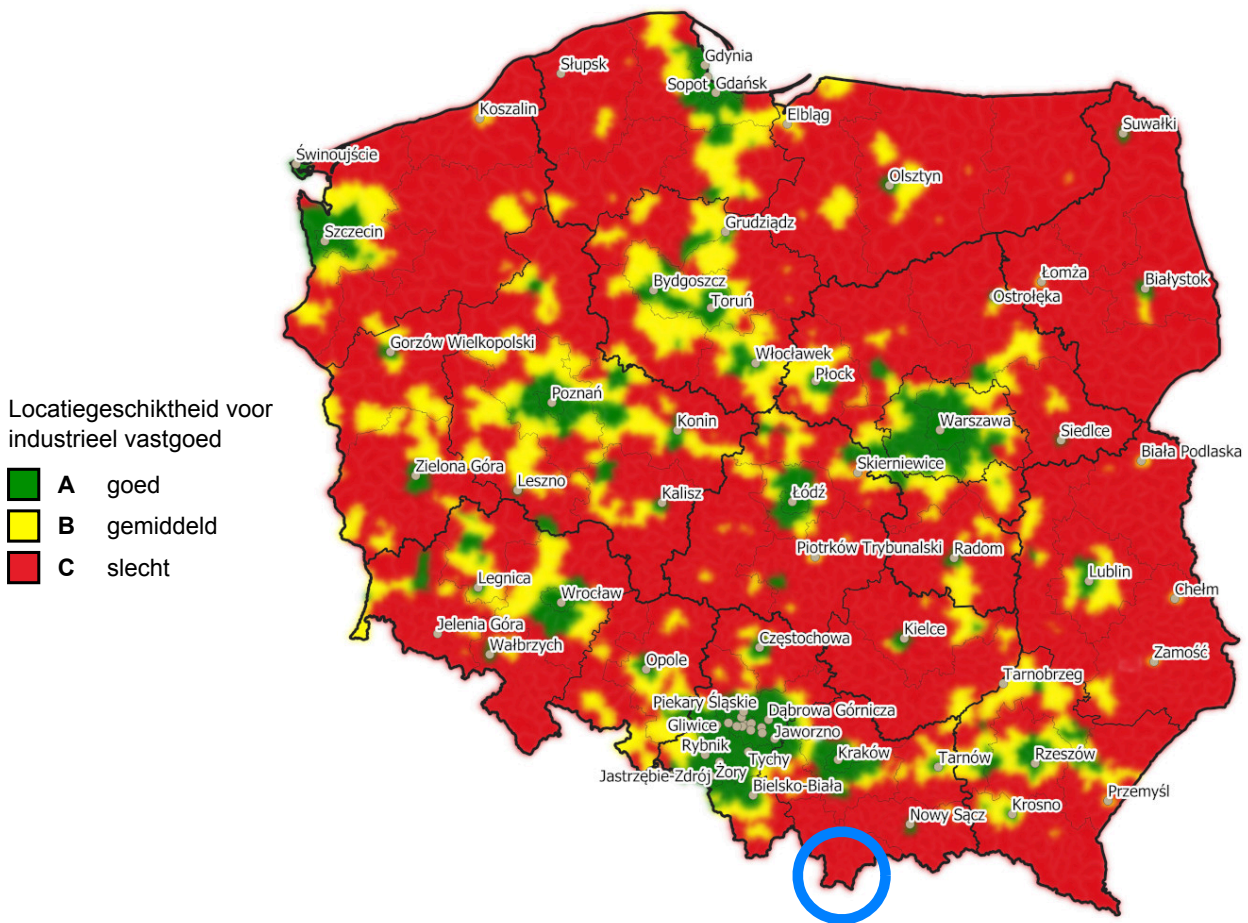 Gdynia
Słupsk
Sopot
Gdańsk
Koszalin
Elbląg
Suwałki
Świnoujście
Olsztyn
Grudziądz
Szczecin
Łomża
Bydgoszcz
Białystok
Ostrołęka
Toruń
Gorzów Wielkopolski
Włocławek
Płock
Poznań
Locatiegeschiktheid voor
industrieel vastgoed
Konin
Warszawa
Siedlce
Biała Podlaska
Skierniewice
Zielona Góra
Leszno
Kalisz
Łódź
A goed
B gemiddeld
C slecht
Piotrków Trybunalski
Radom
Lublin
Legnica
Chełm
Wrocław
Jelenia Góra
Wałbrzych
Częstochowa
Kielce
Zamość
Opole
Tarnobrzeg
Piekary Śląskie
Dąbrowa Górnicza
Gliwice
Jaworzno
Rybnik
Tychy
Kraków
Tarnów
Rzeszów
Jastrzębie-Zdrój
Żory
Bielsko-Biała
Przemyśl
Nowy Sącz
Krosno